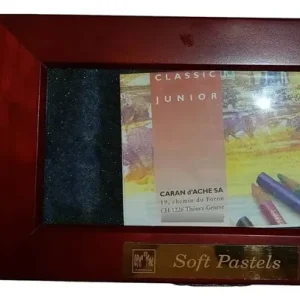 CLASSIC
JUNIOR
CARAN d'ACHE SA
19, chemin du Foron
CH-1226 Thônex-Genève
Soft Pastels